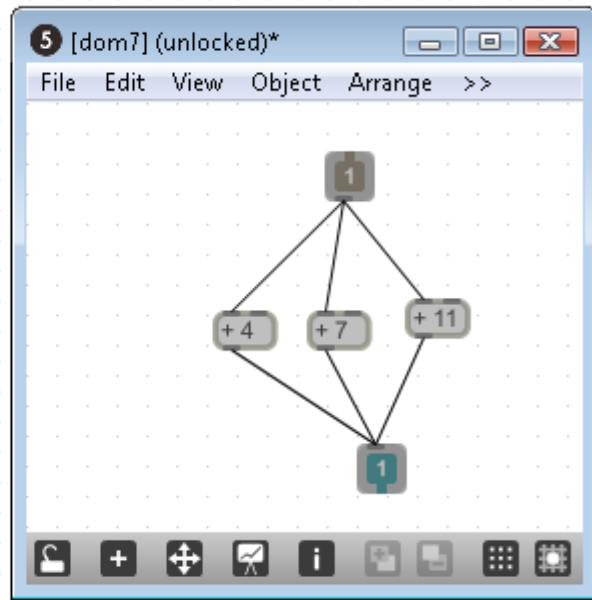 5 [dom7] (unlocked)*
File Edit View Object Arrange >>
1
+ 4 + 7 + 11
1
i